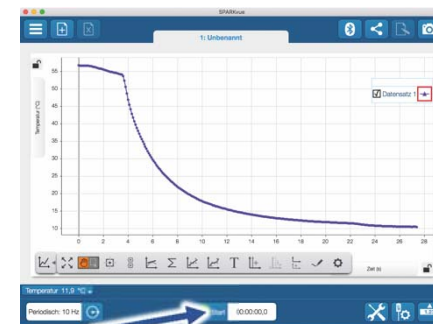 SPARKvue
1: Unbenannt
Datensatz 1
Temperatur (°C)
55
50
45
40
35
30
25
20
15
10
0 2 4 6 8 10 12 14 16 18 20 22 24 26 28
Σ T
Zeit (s)
Temperatur 11,9 °C
Periodisch: 10 Hz Start 00:00:00,0